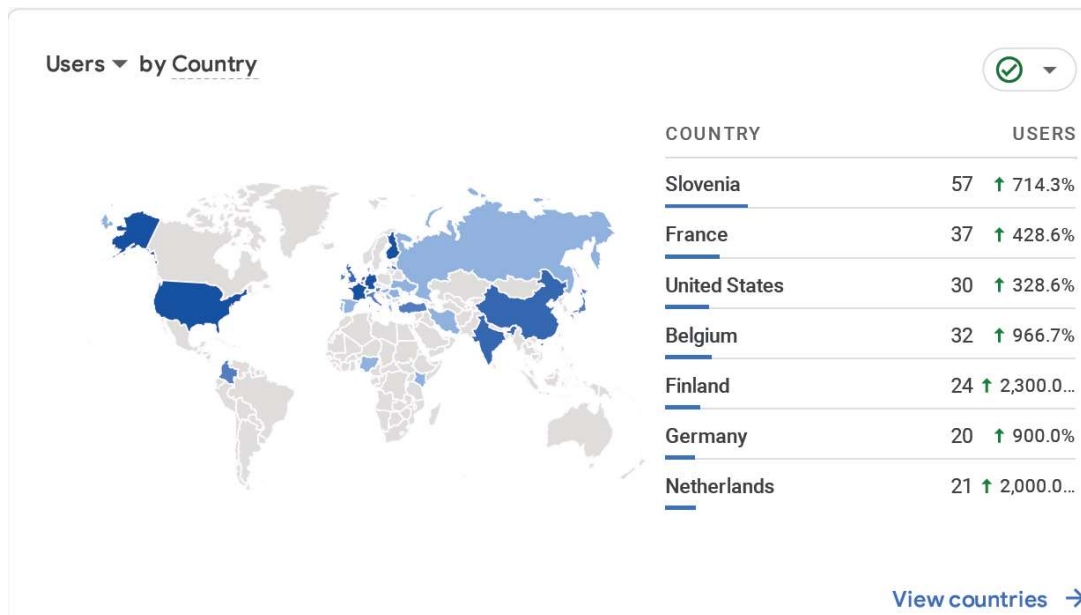 Users by Country
COUNTRY USERS
Slovenia 57 ↑ 714.3%
France 37 ↑ 428.6%
United States 30 ↑ 328.6%
Belgium 32 ↑ 966.7%
Finland 24 ↑ 2,300.0...
Germany 20 ↑ 900.0%
Netherlands 21 ↑ 2,000.0...
View countries →